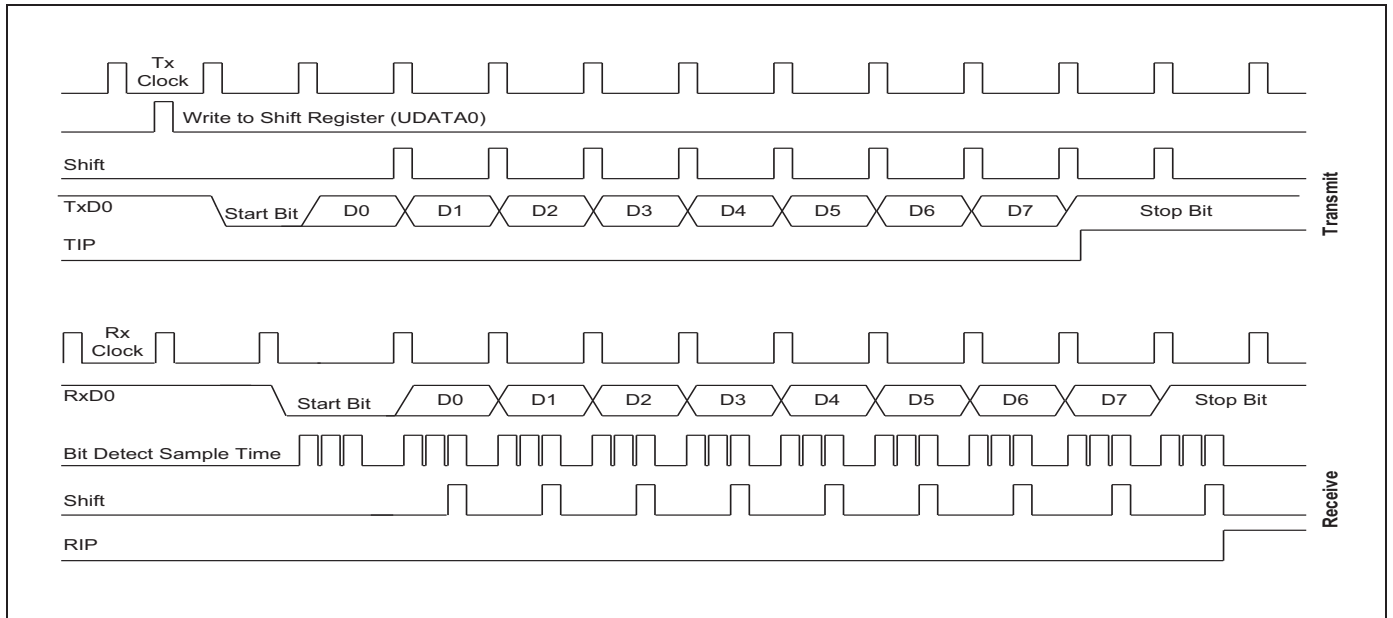 Tx
Clock
Write to Shift Register (UDATA0)
Shift
TxD0
Start Bit D0 D1 D2 D3 D4 D5 D6 D7 Stop Bit
TIP
Transmit
Rx
Clock
RxD0
Start Bit D0 D1 D2 D3 D4 D5 D6 D7 Stop Bit
Bit Detect Sample Time
Shift
RIP
Receive